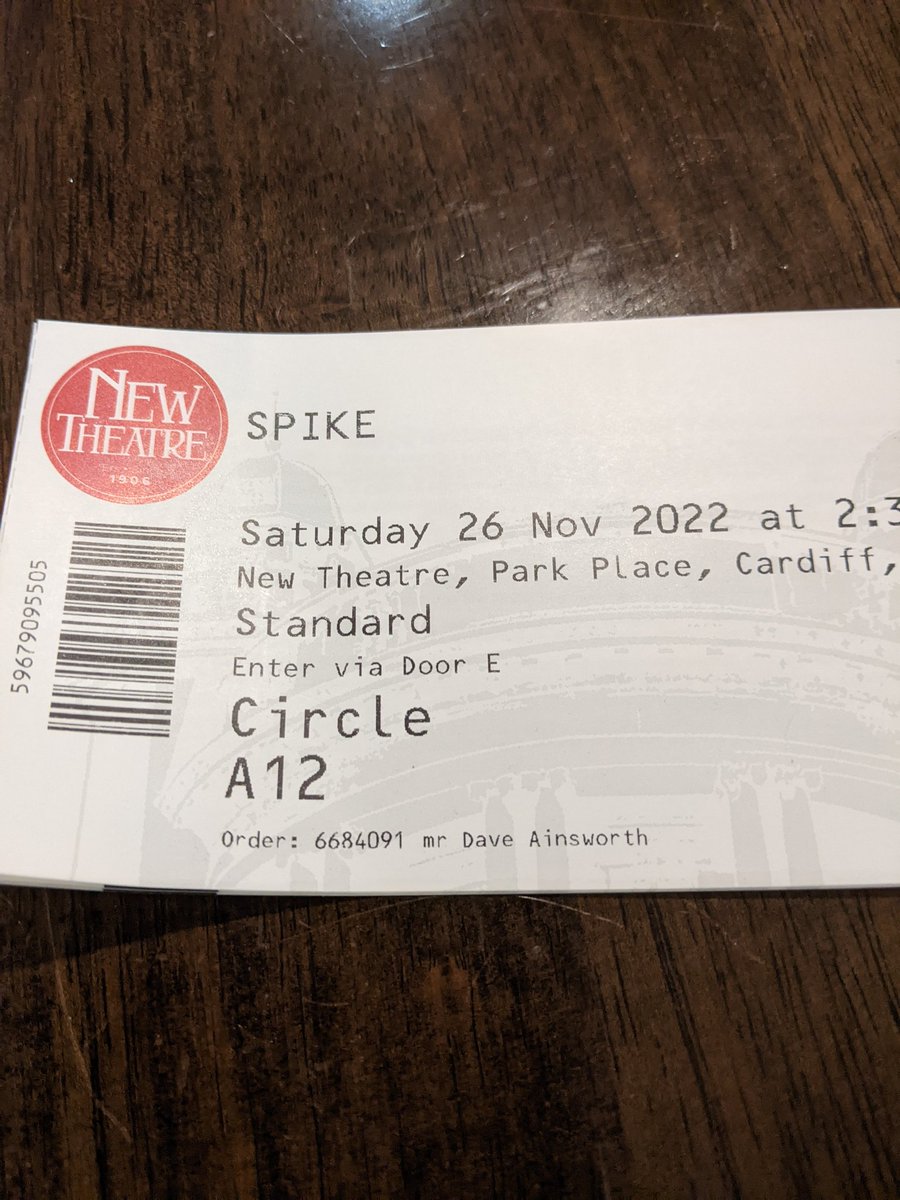 NEW
THEATRE
1906
SPIKE
59679095505
Saturday 26 Nov 2022 at 2:3
New Theatre, Park Place, Cardiff,
Standard
Enter via Door E
Circle
A12
Order: 6684091 mr Dave Ainsworth